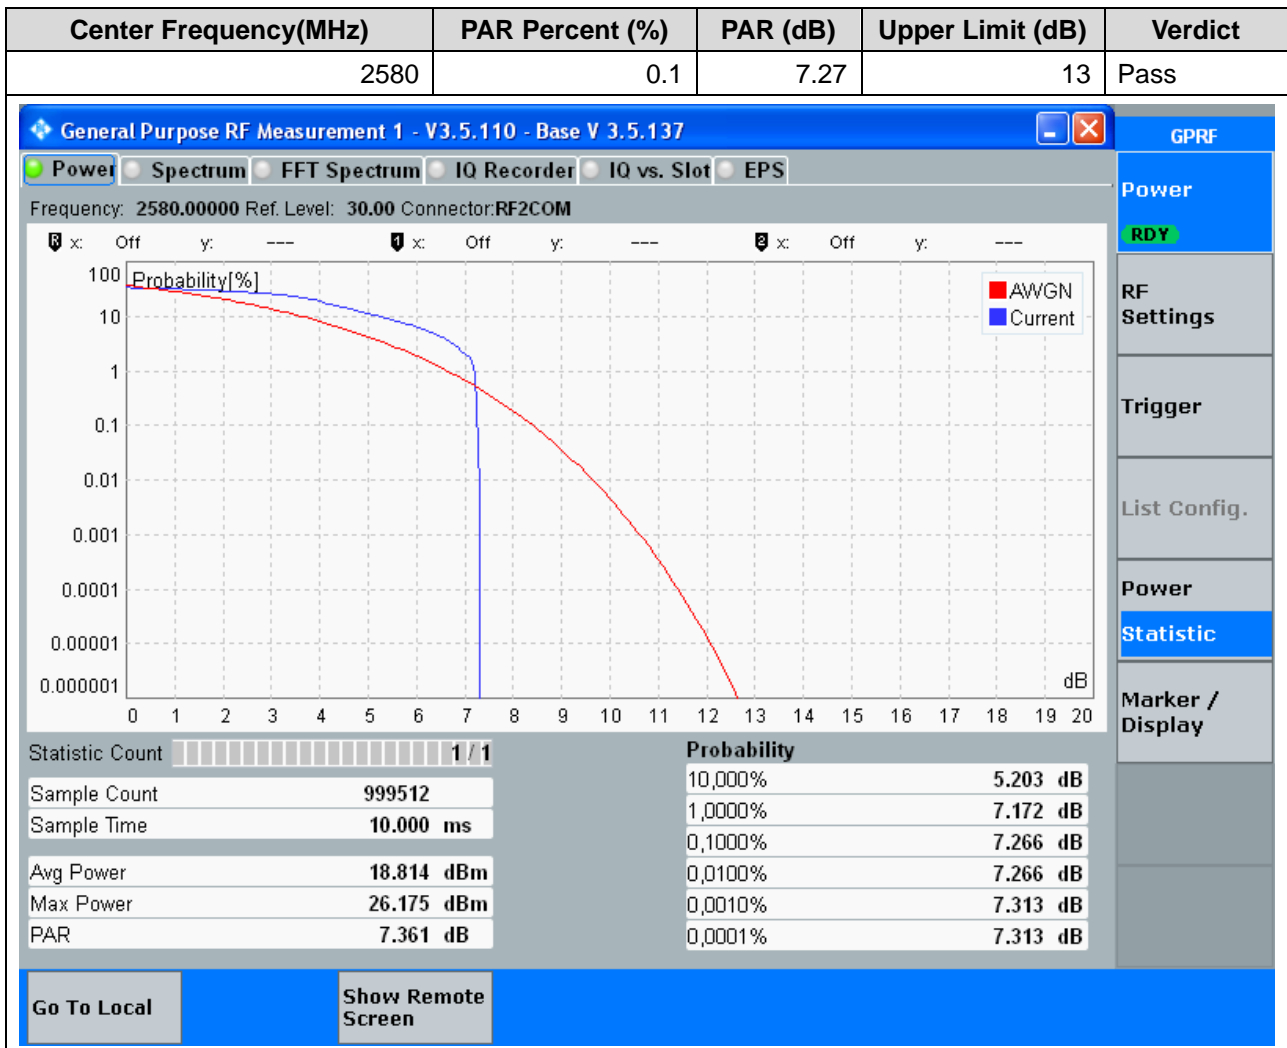 Center Frequency(MHz) PAR Percent (%) PAR (dB) Upper Limit (dB) Verdict
2580 0.1 7.27 13 Pass
General Purpose RF Measurement 1 - V3.5.110 - Base V 3.5.137
GPRF
Power Spectrum FFT Spectrum IQ Recorder IQ vs. Slot EPS
Frequency: 2580.00000 Ref. Level: 30.00 Connector:RF2COM
R x: Off y: --- 1 x: Off y: --- 2 x: Off y: ---
Probability[%]
AWGN
Current
100
10
1
0.1
0.01
0.001
0.0001
0.00001
0.000001
dB
0 1 2 3 4 5 6 7 8 9 10 11 12 13 14 15 16 17 18 19 20
Statistic Count 1 / 1
Sample Count 999512
Sample Time 10.000 ms
Avg Power 18.814 dBm
Max Power 26.175 dBm
PAR 7.361 dB
Probability
10,000% 5.203 dB
1,0000% 7.172 dB
0,1000% 7.266 dB
0,0100% 7.266 dB
0,0010% 7.313 dB
0,0001% 7.313 dB
Power
RDY
RF
Settings
Trigger
List Config.
Power
Statistic
Marker /
Display
Go To Local
Show Remote
Screen